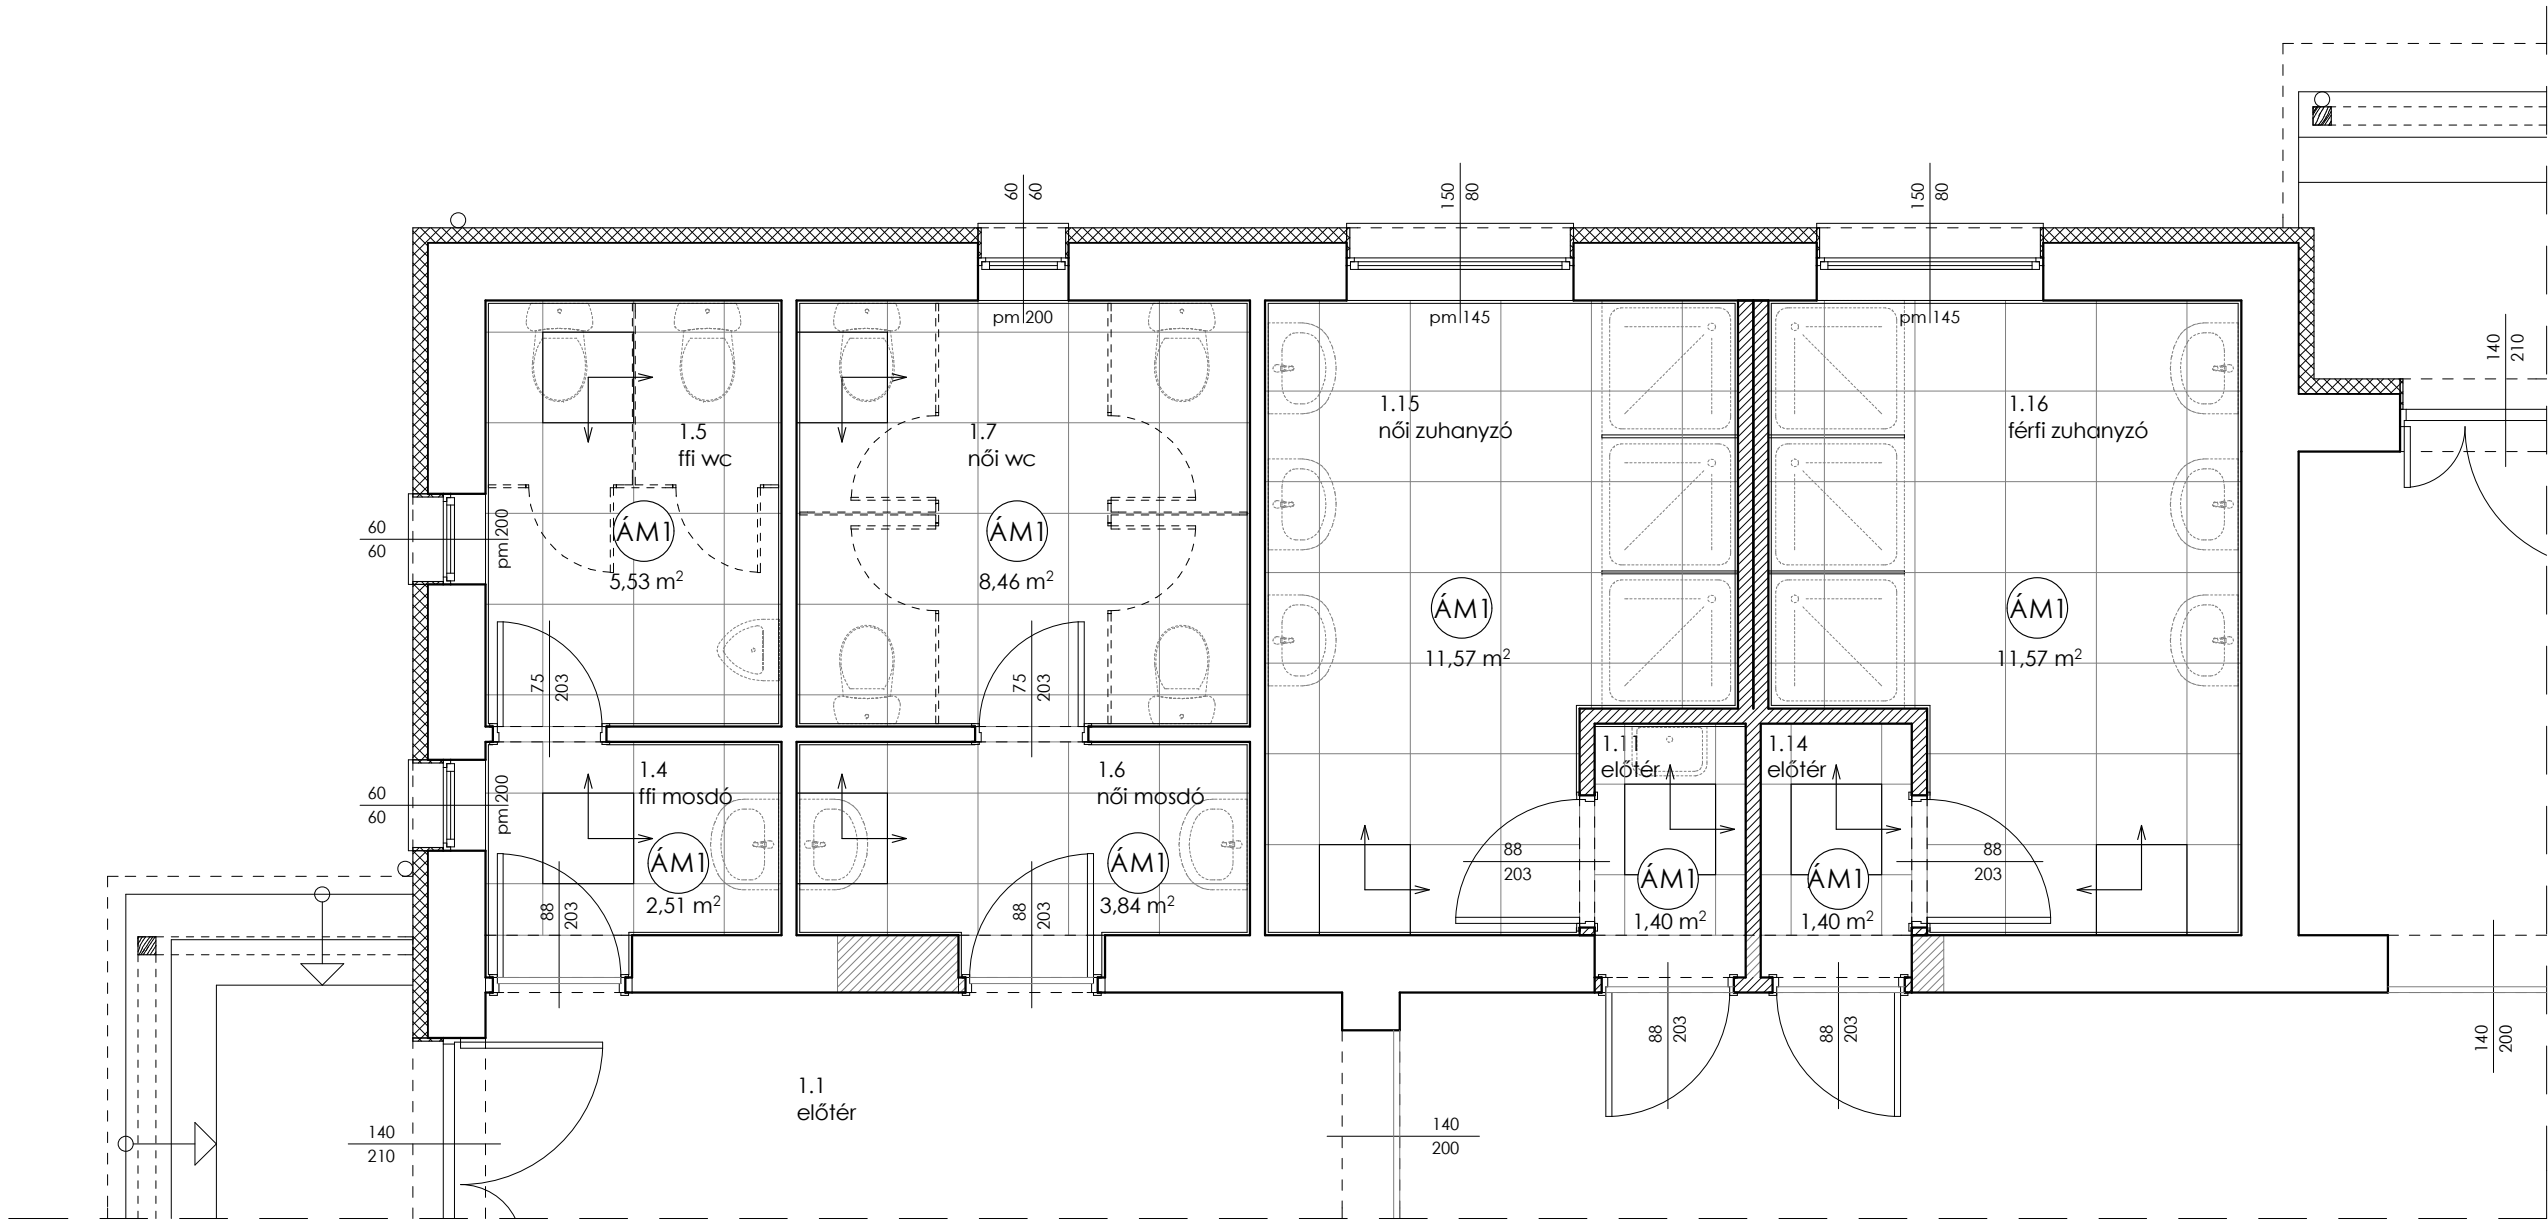 60
60
150
80
150
80
pm 200
pm 145
pm 145
140
210
1.5
ffi wc
ÁM1
5,53 m²
1.7
női wc
ÁM1
8,46 m²
1.15
női zuhanyzó
ÁM1
11,57 m²
1.16
férfi zuhanyzó
ÁM1
11,57 m²
60
60
pm 200
75
203
75
203
60
60
pm 200
1.4
ffi mosdó
ÁM1
2,51 m²
88
203
1.6
női mosdó
ÁM1
3,84 m²
88
203
1.11
előtér
ÁM1
1,40 m²
88
203
1.14
előtér
ÁM1
1,40 m²
88
203
88
203
88
203
140
200
1.1
előtér
140
210
140
200